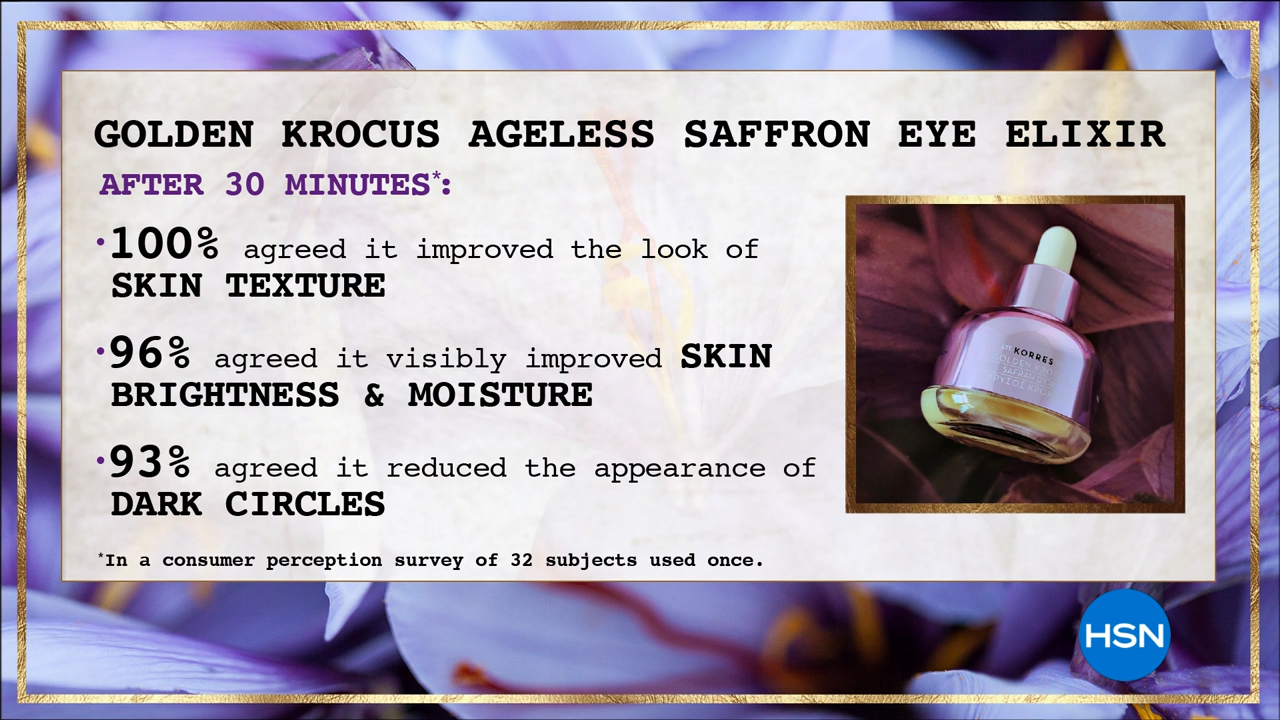 GOLDEN KROCUS AGELESS SAFFRON EYE ELIXIR
AFTER 30 MINUTES*:
•100% agreed it improved the look of
SKIN TEXTURE
•96% agreed it visibly improved SKIN
BRIGHTNESS & MOISTURE
•93% agreed it reduced the appearance of
DARK CIRCLES
*In a consumer perception survey of 32 subjects used once.
KORRES
GOLDEN
HSN